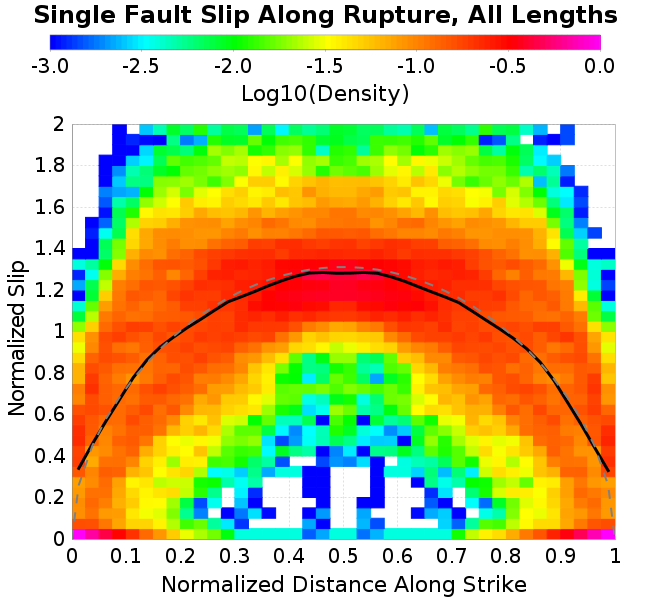 Single Fault Slip Along Rupture, All Lengths
-3.0 -2.5 -2.0 -1.5 -1.0 -0.5 0.0
Log10(Density)
2
1.8
1.6
1.4
1.2
1
0.8
0.6
0.4
0.2
0
Normalized Slip
0 0.1 0.2 0.3 0.4 0.5 0.6 0.7 0.8 0.9 1
Normalized Distance Along Strike